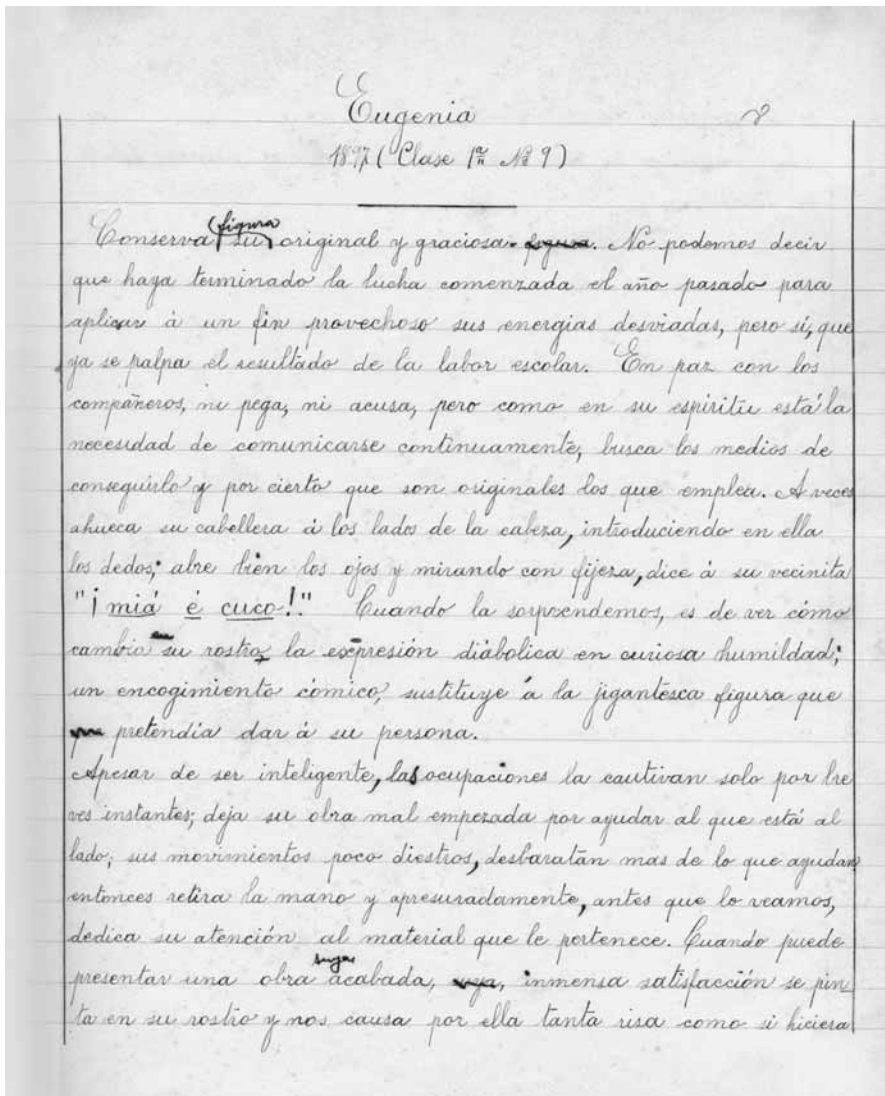 Eugenia 8
1897 (Clase 1ª Nº 9)
Conserva su figura original y graciosa. figura. No podemos decir
que haya terminado la lucha comenzada el año pasado para
aplicar á un fin provechoso sus energias desviadas, pero sí, que
ya se palpa el resultado de la labor escolar. En paz con los
compañeros, ni pega, ni acusa, pero como en su espiritu está la
necesidad de comunicarse continuamente, busca los medios de
conseguirlo y por cierto que son originales los que emplea. A veces
ahueca su cabellera á los lados de la cabeza, introduciendo en ella
los dedos; abre bien los ojos y mirando con fijeza, dice á su vecinita
"¡miá é cuco!." Cuando la sorprendemos, es de ver cómo
cambia en su rostro la expresión diábolica en curiosa humildad;
un encogimiento cómico, sustituye á la jigantesca figura que
que pretendía dar á su persona.
Apesar de ser inteligente, las ocupaciones la cautivan solo por bre
ves instantes; deja su obra mal empezada por ayudar al que está al
lado; sus movimientos poco diestros, desbaratan mas de lo que ayudan,
entonces retira la mano y apresuradamente, antes que lo veamos,
dedica su atención al material que le pertenece. Cuando puede
presentar una obra suya acabada, suya, inmensa satisfacción se pin
ta en su rostro y nos causa por ella tanta risa como si hiciera